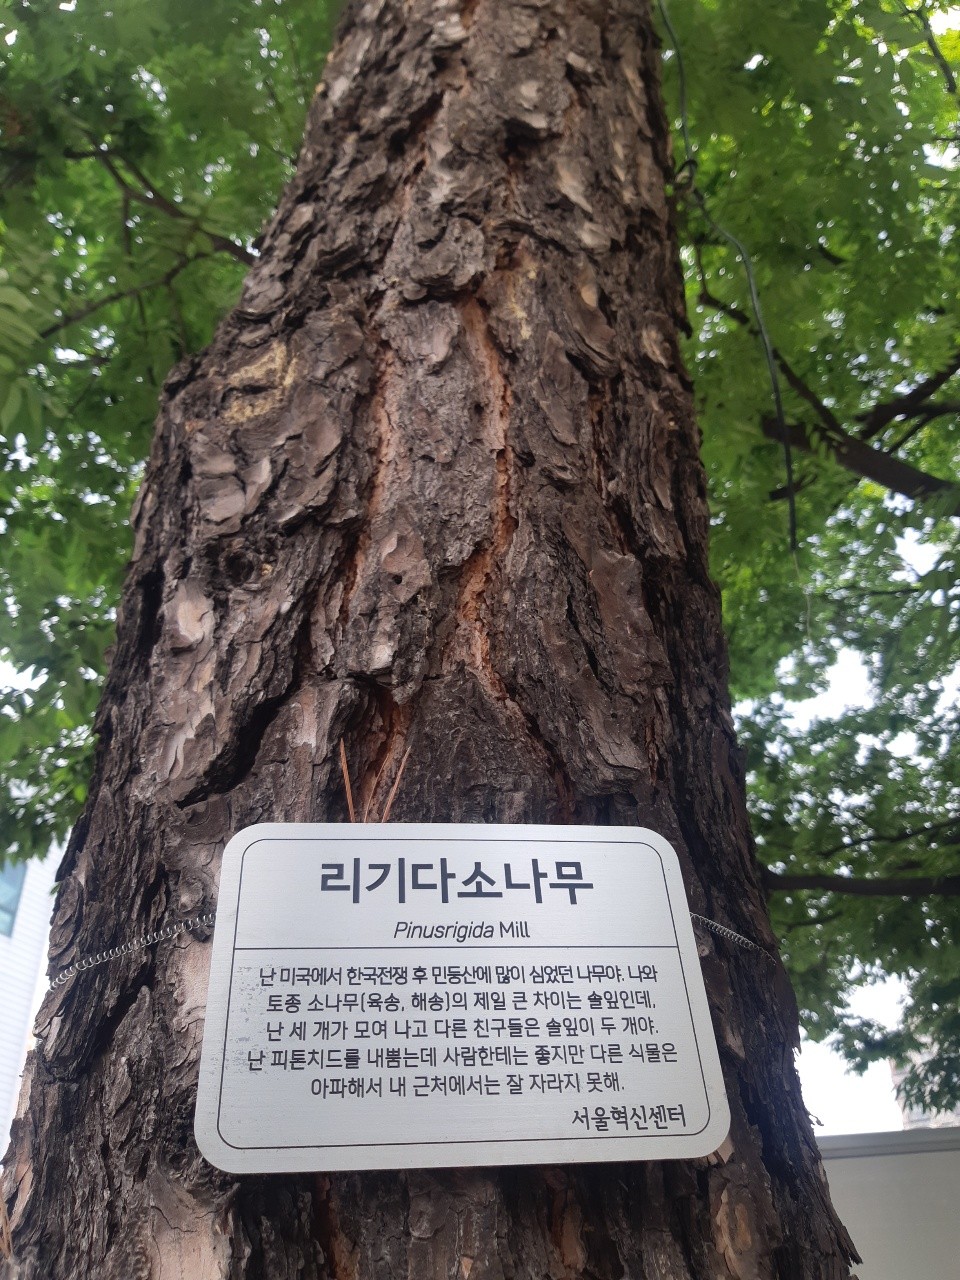 리기다소나무
Pinusrigida Mill
난 미국에서 한국전쟁 후 민둥산에 많이 심었던 나무야. 나와
토종 소나무(육송, 해송)의 제일 큰 차이는 솔잎인데,
난 세 개가 모여 나고 다른 친구들은 솔잎이 두 개야.
난 피톤치드를 내뿜는데 사람한테는 좋지만 다른 식물은
아파해서 내 근처에서는 잘 자라지 못해.
서울혁신센터